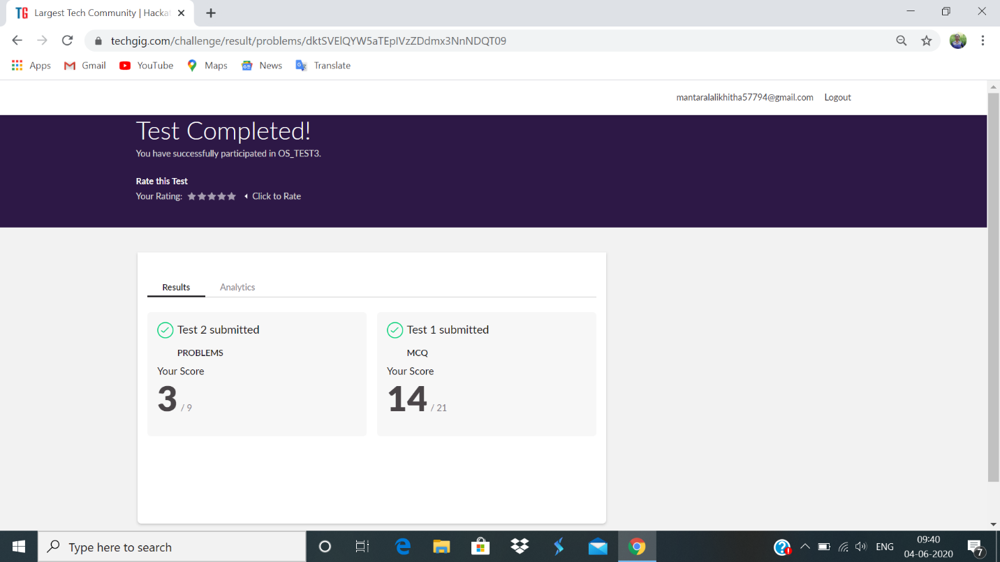 TG Largest Tech Community | Hackat
techgig.com/challenge/result/problems/dktSVElQYW5aTEpIVzZDdmx3NnNDQT09
Apps Gmail YouTube Maps News Translate
mantaralalikhitha57794@gmail.com Logout
Test Completed!
You have successfully participated in OS_TEST3.
Rate this Test
Your Rating: Click to Rate
Results Analytics
Test 2 submitted
PROBLEMS
Your Score
3 / 9
Test 1 submitted
MCQ
Your Score
14 / 21
Type here to search
ENG
09:40
04-06-2020
7